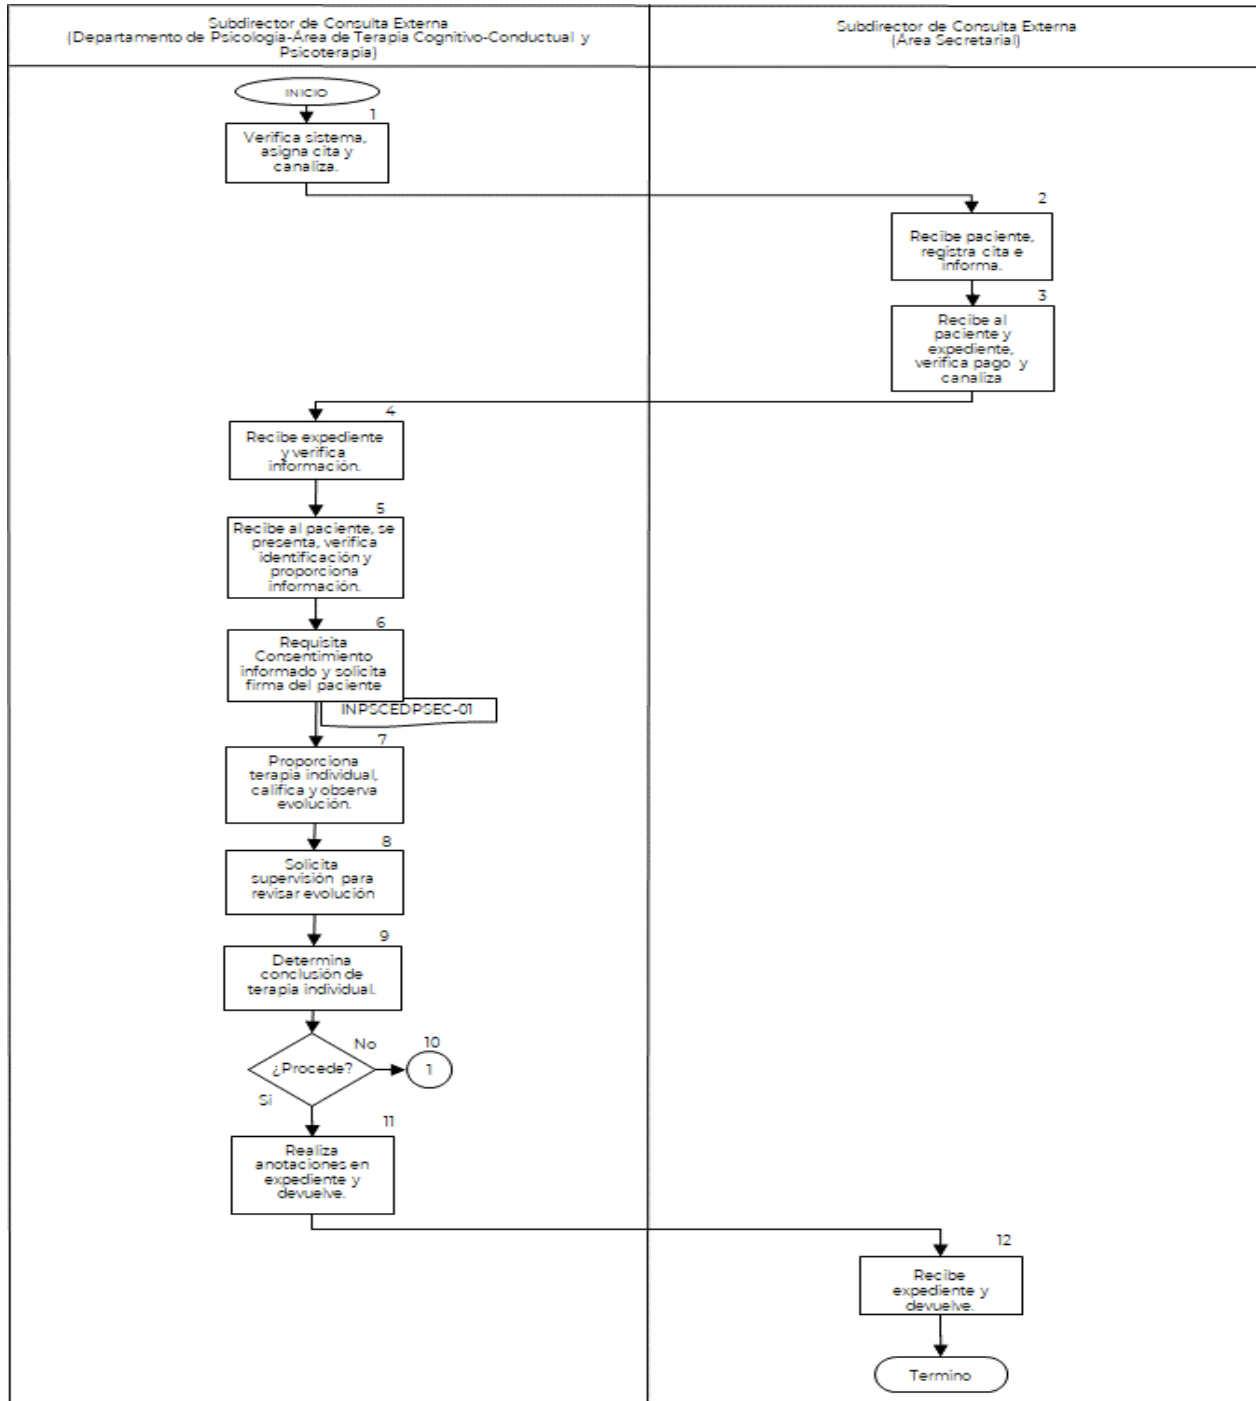 Subdirector de Consulta Externa
(Departamento de Psicología-Área de Terapia Cognitivo-Conductual y
Psicoterapia)
Subdirector de Consulta Externa
(Área Secretarial)
INICIO
1
Verifica sistema,
asigna cita y
canaliza.
2
Recibe paciente,
registra cita e
informa.
3
Recibe al
paciente y
expediente,
verifica pago y
canaliza
4
Recibe expediente
y verifica
información.
5
Recibe al paciente, se
presenta, verifica
identificación y
proporciona
información.
6
Requisita
Consentimiento
informado y solicita
firma del paciente
INPSCEDPSEC-01
7
Proporciona
terapia individual,
califica y observa
evolución.
8
Solicita
supervisión para
revisar evolución
9
Determina
conclusión de
terapia individual.
No
10
¿Procede?
1
Si
11
Realiza
anotaciones en
expediente y
devuelve.
12
Recibe
expediente y
devuelve.
Termino